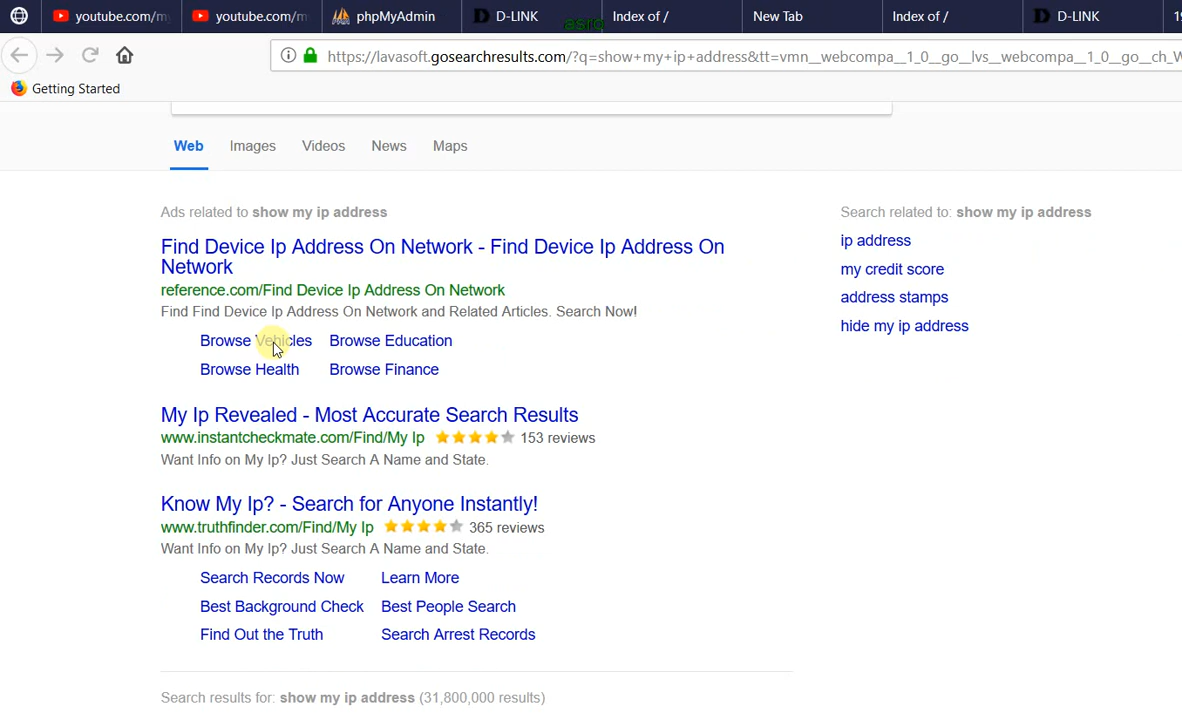 youtube.com/my
youtube.com/m
phpMyAdmin
D-LINK
Index of /
New Tab
Index of /
D-LINK
https://lavasoft.gosearchresults.com/?q=show+my+ip+address&tt=vmn__webcompa__1_0__go__lvs__webcompa__1_0__go__ch_W
Getting Started
Web
Images
Videos
News
Maps
Ads related to show my ip address
Find Device Ip Address On Network - Find Device Ip Address On
Network
reference.com/Find Device Ip Address On Network
Find Find Device Ip Address On Network and Related Articles. Search Now!
Browse Vehicles Browse Education
Browse Health Browse Finance
My Ip Revealed - Most Accurate Search Results
www.instantcheckmate.com/Find/My Ip 153 reviews
Want Info on My Ip? Just Search A Name and State.
Know My Ip? - Search for Anyone Instantly!
www.truthfinder.com/Find/My Ip 365 reviews
Want Info on My Ip? Just Search A Name and State.
Search Records Now Learn More
Best Background Check Best People Search
Find Out the Truth Search Arrest Records
Search results for: show my ip address (31,800,000 results)
Search related to: show my ip address
ip address
my credit score
address stamps
hide my ip address